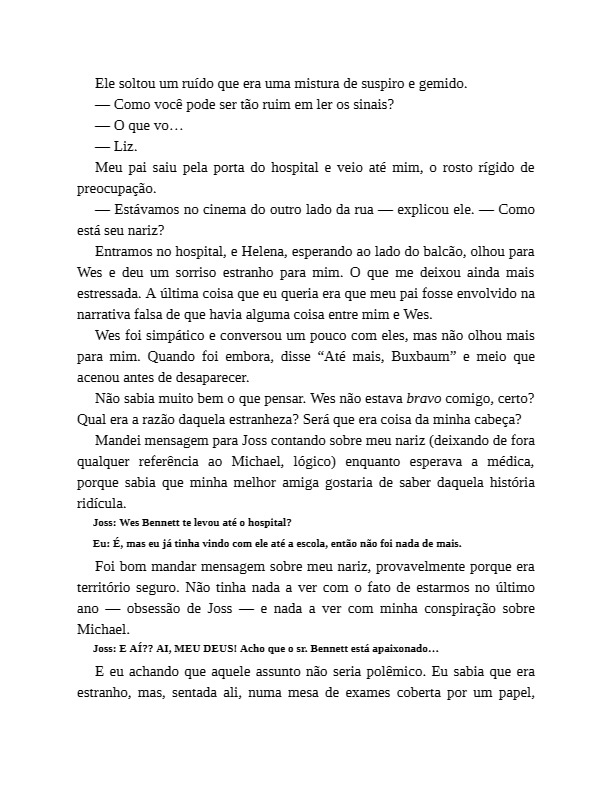 Ele soltou um ruído que era uma mistura de suspiro e gemido.
— Como você pode ser tão ruim em ler os sinais?
— O que vo…
— Liz.
Meu pai saiu pela porta do hospital e veio até mim, o rosto rígido de
preocupação.
— Estávamos no cinema do outro lado da rua — explicou ele. — Como
está seu nariz?
Entramos no hospital, e Helena, esperando ao lado do balcão, olhou para
Wes e deu um sorriso estranho para mim. O que me deixou ainda mais
estressada. A última coisa que eu queria era que meu pai fosse envolvido na
narrativa falsa de que havia alguma coisa entre mim e Wes.
Wes foi simpático e conversou um pouco com eles, mas não olhou mais
para mim. Quando foi embora, disse “Até mais, Buxbaum” e meio que
acenou antes de desaparecer.
Não sabia muito bem o que pensar. Wes não estava bravo comigo, certo?
Qual era a razão daquela estranheza? Será que era coisa da minha cabeça?
Mandei mensagem para Joss contando sobre meu nariz (deixando de fora
qualquer referência ao Michael, lógico) enquanto esperava a médica,
porque sabia que minha melhor amiga gostaria de saber daquela história
ridícula.
Joss: Wes Bennett te levou até o hospital?
Eu: É, mas eu já tinha vindo com ele até a escola, então não foi nada de mais.
Foi bom mandar mensagem sobre meu nariz, provavelmente porque era
território seguro. Não tinha nada a ver com o fato de estarmos no último
ano — obsessão de Joss — e nada a ver com minha conspiração sobre
Michael.
Joss: E AÍ?? AI, MEU DEUS! Acho que o sr. Bennett está apaixonado…
E eu achando que aquele assunto não seria polêmico. Eu sabia que era
estranho, mas, sentada ali, numa mesa de exames coberta por um papel,